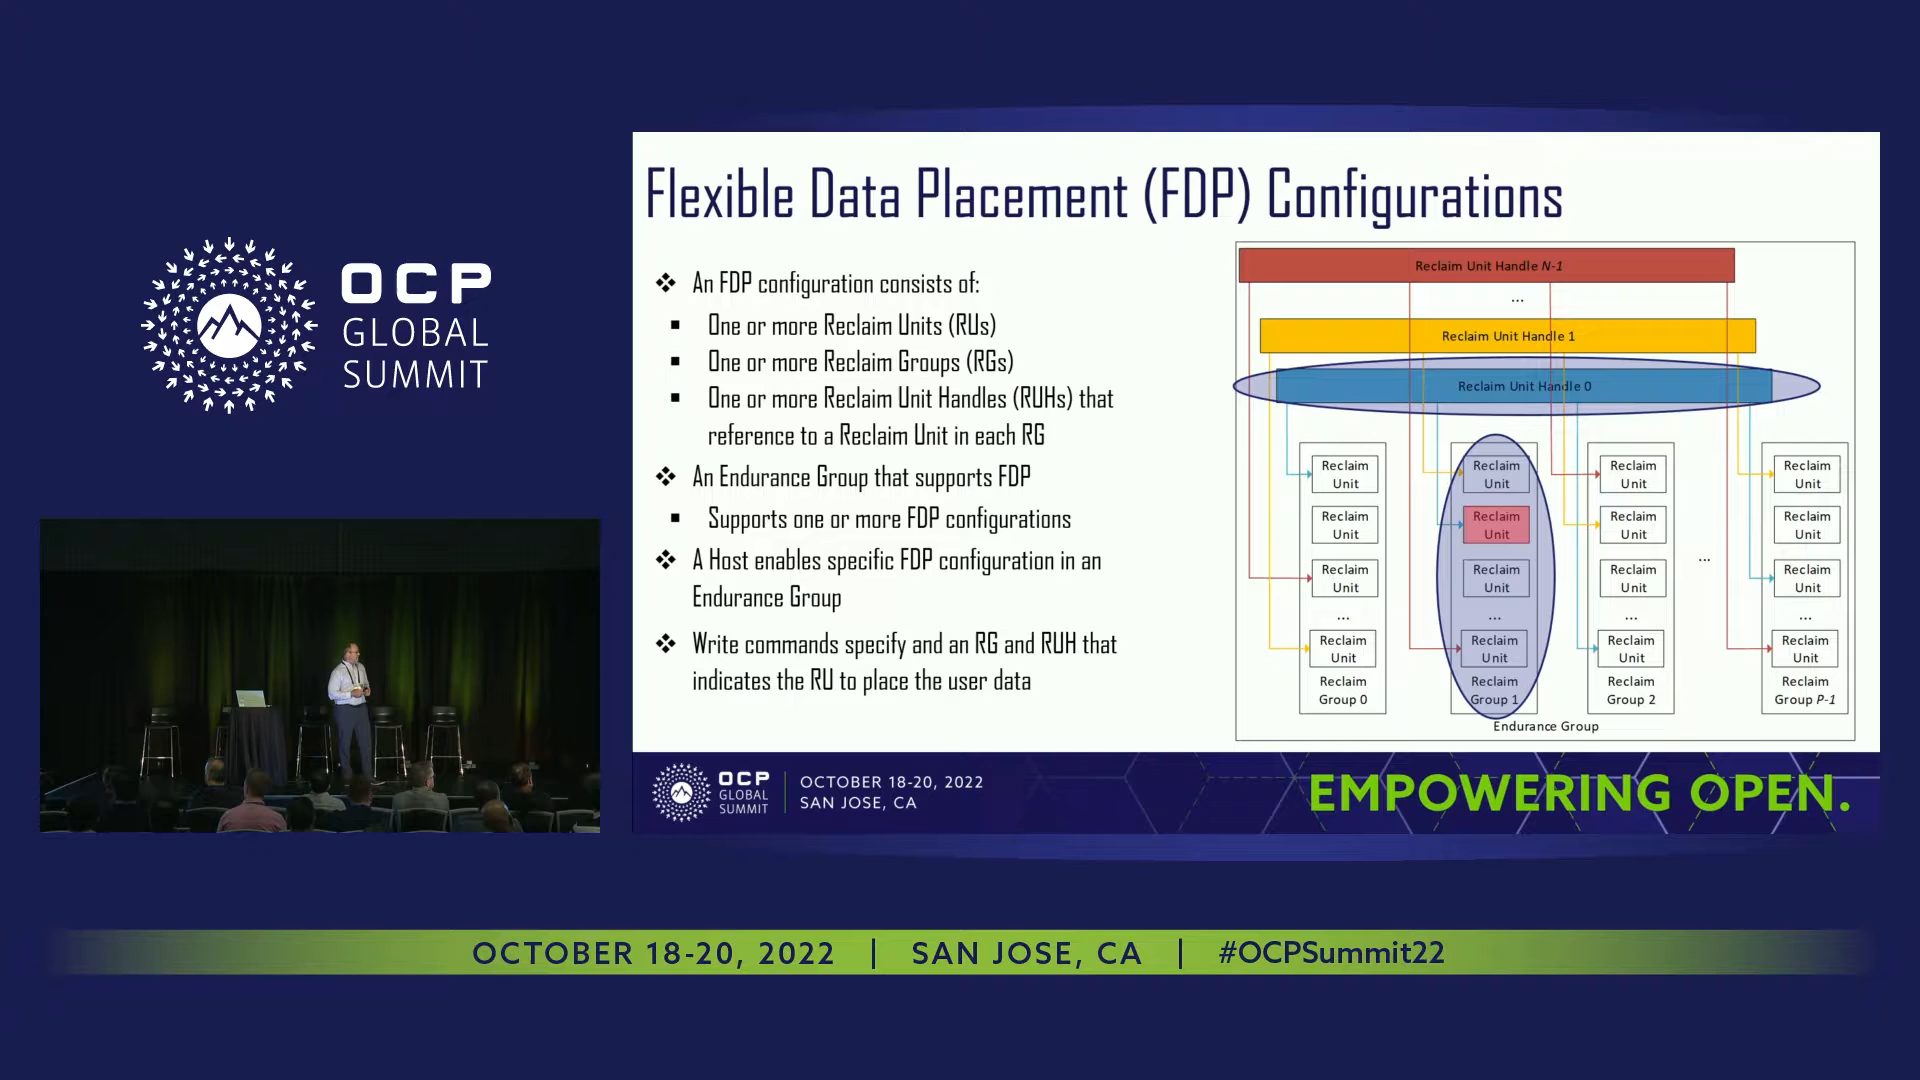 OCP
GLOBAL
SUMMIT
Flexible Data Placement (FDP) Configurations
An FDP configuration consists of:
One or more Reclaim Units (RUs)
One or more Reclaim Groups (RGs)
One or more Reclaim Unit Handles (RUHs) that
reference to a Reclaim Unit in each RG
An Endurance Group that supports FDP
Supports one or more FDP configurations
A Host enables specific FDP configuration in an
Endurance Group
Write commands specify and an RG and RUH that
indicates the RU to place the user data
Reclaim Unit Handle N-1
...
Reclaim Unit Handle 1
Reclaim Unit Handle 0
Reclaim
Unit
Reclaim
Unit
Reclaim
Unit
...
Reclaim
Unit
Reclaim
Group 0
Reclaim
Unit
Reclaim
Unit
Reclaim
Unit
...
Reclaim
Unit
Reclaim
Group 1
Reclaim
Unit
Reclaim
Unit
Reclaim
Unit
...
Reclaim
Unit
Reclaim
Group 2
...
Reclaim
Unit
Reclaim
Unit
Reclaim
Unit
...
Reclaim
Unit
Reclaim
Group P-1
Endurance Group
OCP
GLOBAL
SUMMIT
OCTOBER 18-20, 2022
SAN JOSE, CA
EMPOWERING OPEN.
OCTOBER 18-20, 2022 | SAN JOSE, CA | #OCPSummit22